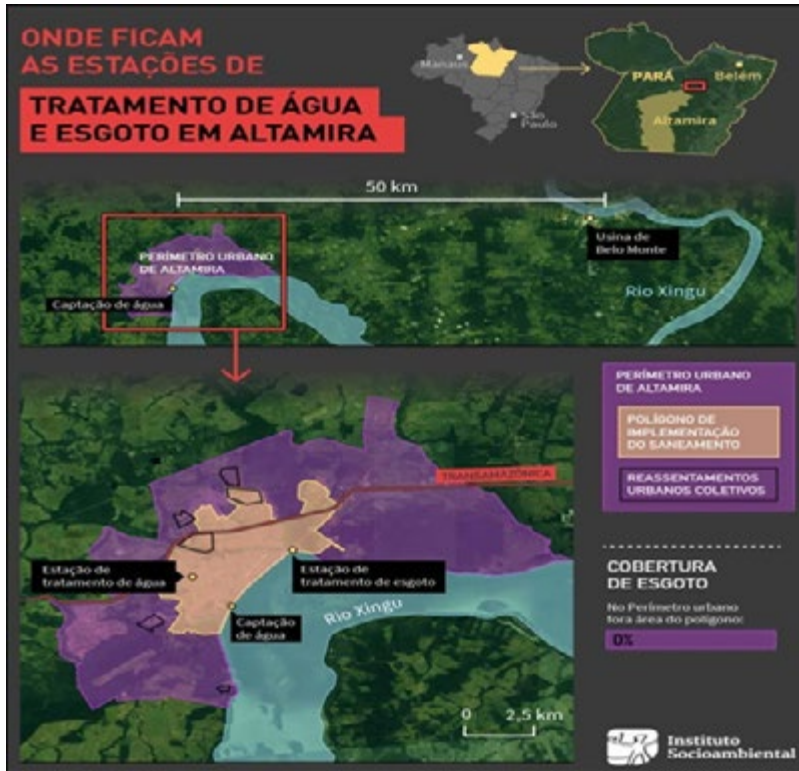 ONDE FICAM
AS ESTAÇÕES DE
TRATAMENTO DE ÁGUA
E ESGOTO EM ALTAMIRA
Manaus
São
Paulo
PARÁ
Belém
Altamira
50 km
PERÍMETRO URBANO
DE ALTAMIRA
Captação de água
Usina de
Belo Monte
Rio Xingu
TRANSAMAZÔNICA
Estação de
tratamento de água
Estação de
tratamento de esgoto
Captação
de água
Rio Xingu
0 2,5 km
PERÍMETRO URBANO
DE ALTAMIRA
POLÍGONO DE
IMPLEMENTAÇÃO
DO SANEAMENTO
REASSENTAMENTOS
URBANOS COLETIVOS
COBERTURA
DE ESGOTO
No Perímetro urbano
fora área do polígono:
0%
Instituto
Socioambiental